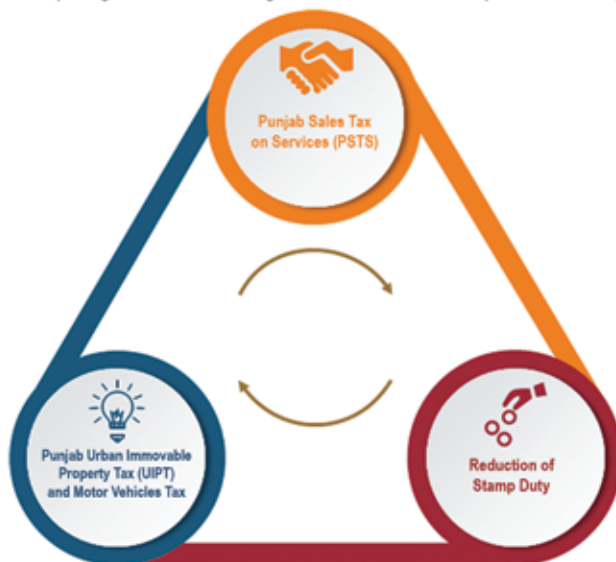 Punjab Sales Tax
on Services (PSTS)
Punjab Urban Immovable
Property Tax (UIPT)
and Motor Vehicles Tax
Reduction of
Stamp Duty